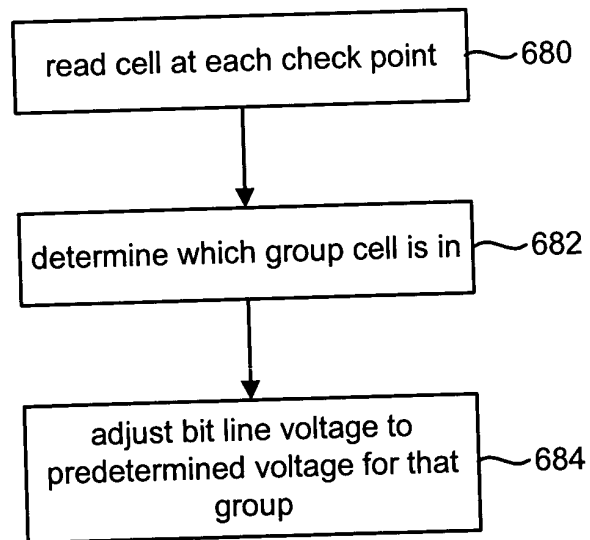 read cell at each check point
680
determine which group cell is in
682
adjust bit line voltage to
predetermined voltage for that
group
684